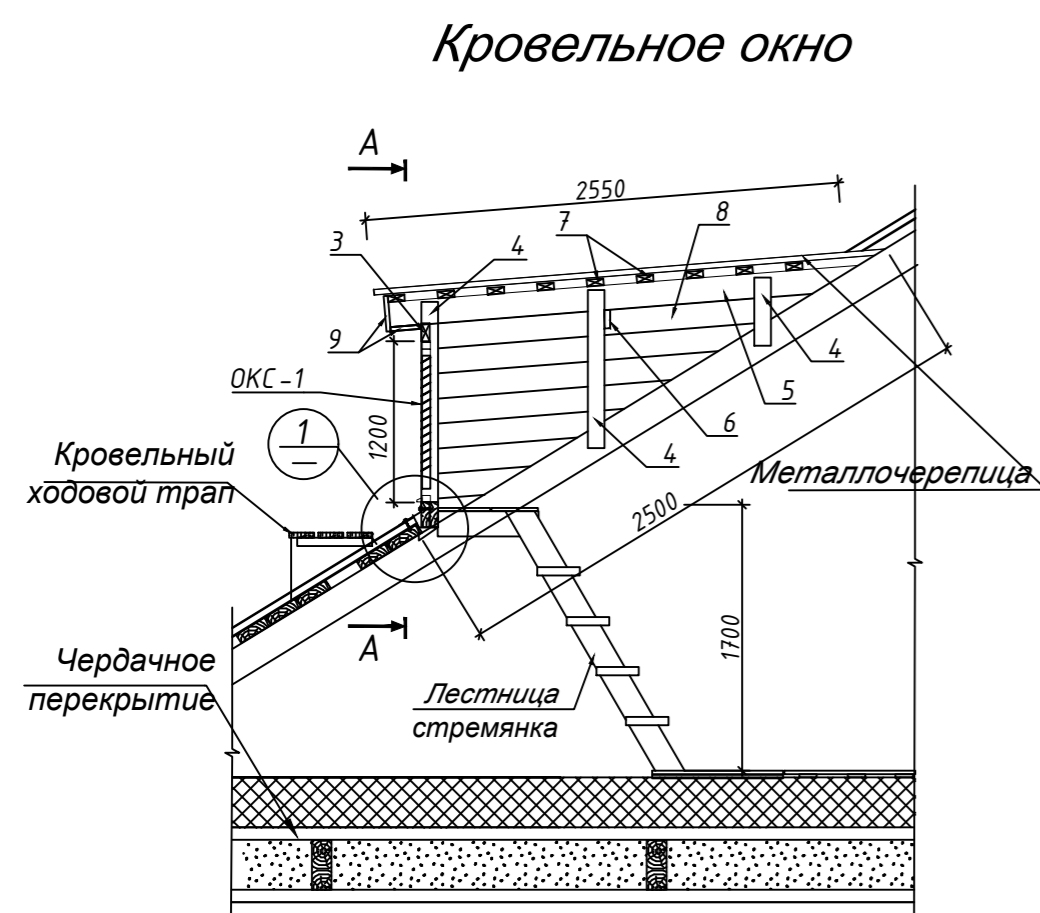 Кровельное окно
А
2550
3
4
7
8
9
ОКС-1
1200
1
4
5
6
4
Кровельный
ходовой трап
Металлочерепица
2500
А
1700
Чердачное
перекрытие
Лестница
стремянка